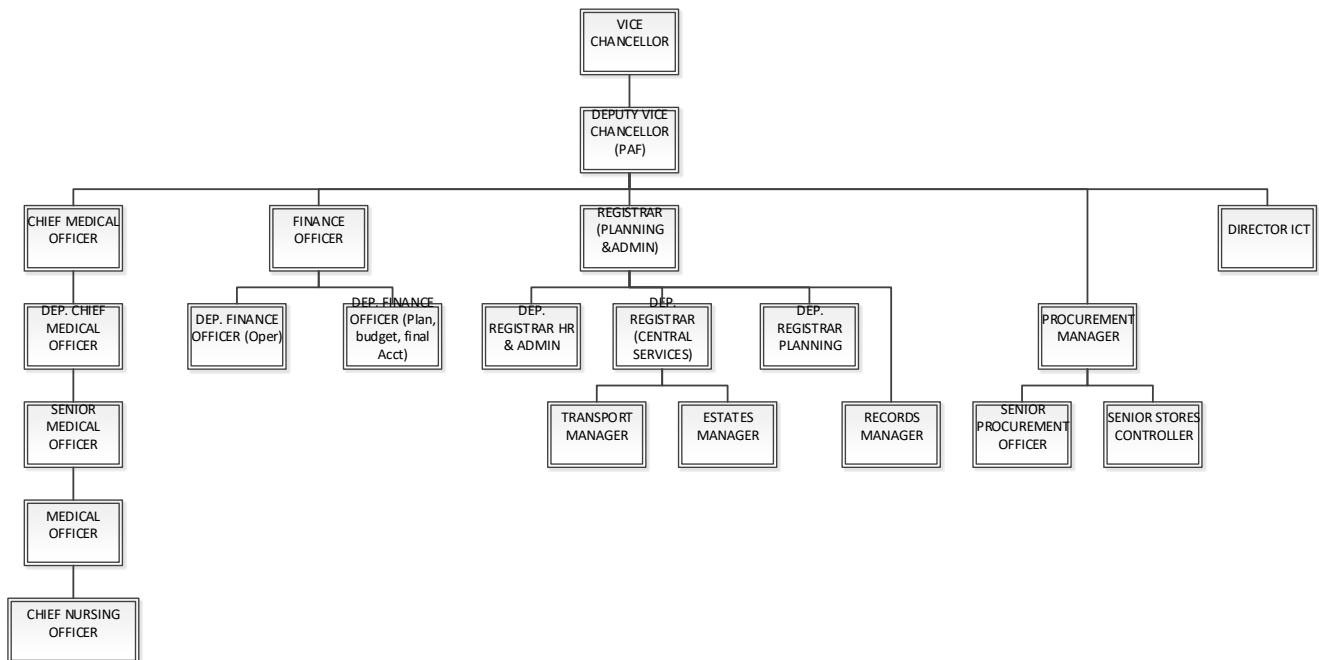 VICE
CHANCELLOR
DEPUTY VICE
CHANCELLOR
(PAF)
CHIEF MEDICAL
OFFICER
FINANCE
OFFICER
REGISTRAR
(PLANNING
&ADMIN)
DIRECTOR ICT
DEP. CHIEF
MEDICAL
OFFICER
DEP. FINANCE
OFFICER (Oper)
DEP. FINANCE
OFFICER (Plan,
budget, final
Acct)
DEP.
REGISTRAR HR
& ADMIN
DEP.
REGISTRAR
(CENTRAL
SERVICES)
DEP.
REGISTRAR
PLANNING
PROCUREMENT
MANAGER
SENIOR
MEDICAL
OFFICER
TRANSPORT
MANAGER
ESTATES
MANAGER
RECORDS
MANAGER
SENIOR
PROCUREMENT
OFFICER
SENIOR STORES
CONTROLLER
MEDICAL
OFFICER
CHIEF NURSING
OFFICER